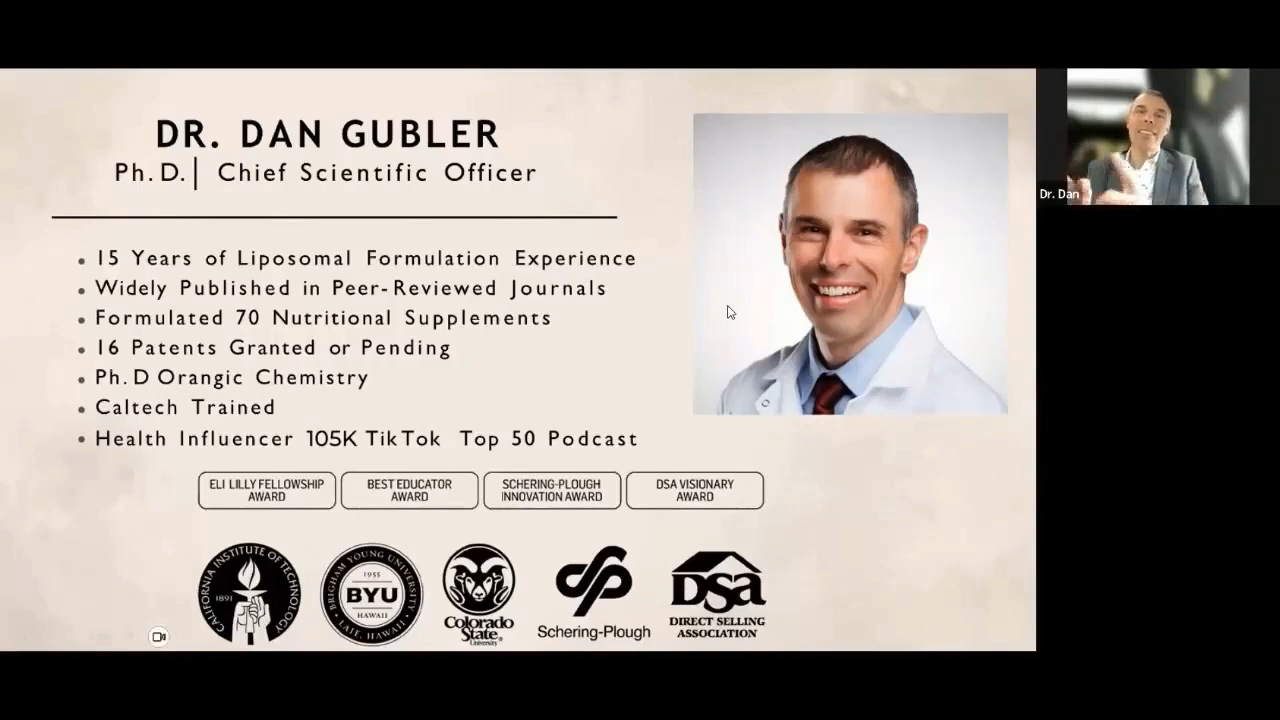 DR. DAN GUBLER
Ph.D.| Chief Scientific Officer
• 15 Years of Liposomal Formulation Experience
• Widely Published in Peer-Reviewed Journals
• Formulated 70 Nutritional Supplements
• 16 Patents Granted or Pending
• Ph.D Orangic Chemistry
• Caltech Trained
• Health Influencer 105K TikTok Top 50 Podcast
ELI LILLY FELLOWSHIP
AWARD
BEST EDUCATOR
AWARD
SCHERING-PLOUGH
INNOVATION AWARD
DSA VISIONARY
AWARD
CALIFORNIA INSTITUTE OF TECHNOLOGY
1891
BRIGHAM YOUNG UNIVERSITY
1955
BYU
HAWAII
LAIE, HAWAII
Colorado
State
University
Schering-Plough
DSA
DIRECT SELLING
ASSOCIATION
Dr. Dan